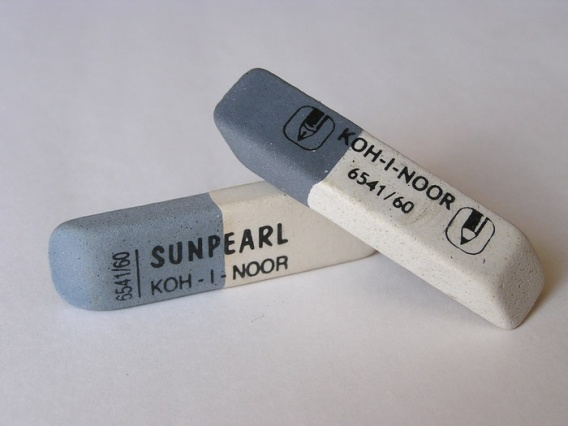 KOH-I-NOOR
6541/60
6541/60
SUNPEARL
KOH - I - NOOR